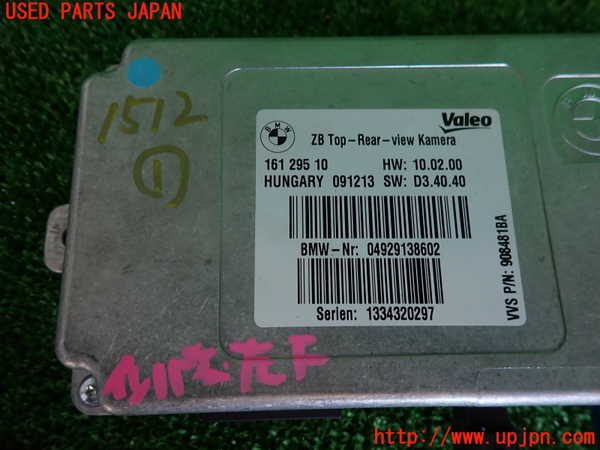 USED PARTS JAPAN
1512
①
BMW
Valeo
ZB Top-Rear-view Kamera
161 295 10 HW: 10.02.00
HUNGARY 091213 SW: D3.40.40
BMW-Nr: 04929138602
Serien: 1334320297
VVS P/N: 908481BA
http://www.upjpn.com/